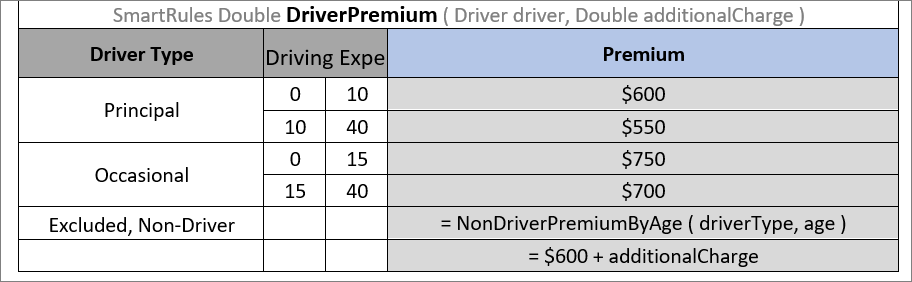 SmartRules Double DriverPremium ( Driver driver, Double additionalCharge )
Driver Type Driving Expe Premium
Principal 0 10 $600
10 40 $550
Occasional 0 15 $750
15 40 $700
Excluded, Non-Driver = NonDriverPremiumByAge ( driverType, age )
= $600 + additionalCharge